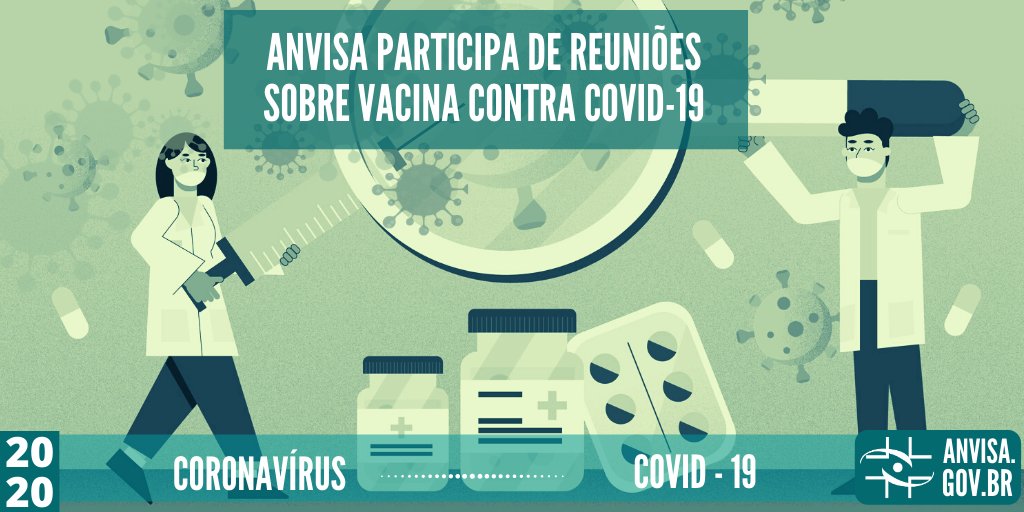 ANVISA PARTICIPA DE REUNIÕES
SOBRE VACINA CONTRA COVID-19
20
20
CORONAVÍRUS
COVID - 19
ANVISA.
GOV.BR